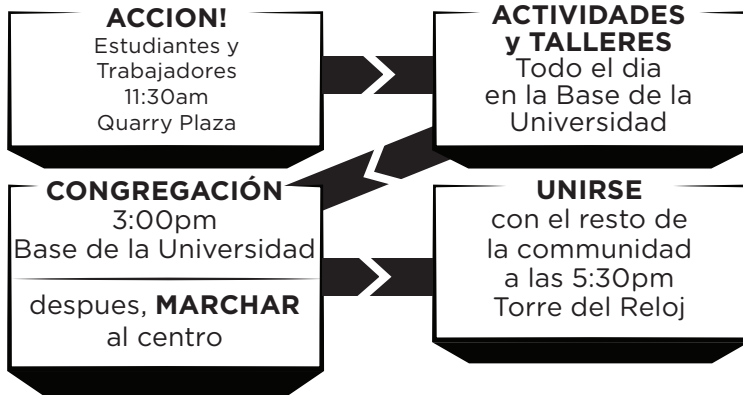 ACCION!
Estudiantes y
Trabajadores
11:30am
Quarry Plaza
ACTIVIDADES
y TALLERES
Todo el dia
en la Base de la
Universidad
CONGREGACIÓN
3:00pm
Base de la Universidad
despues, MARCHAR
al centro
UNIRSE
con el resto de
la communidad
a las 5:30pm
Torre del Reloj